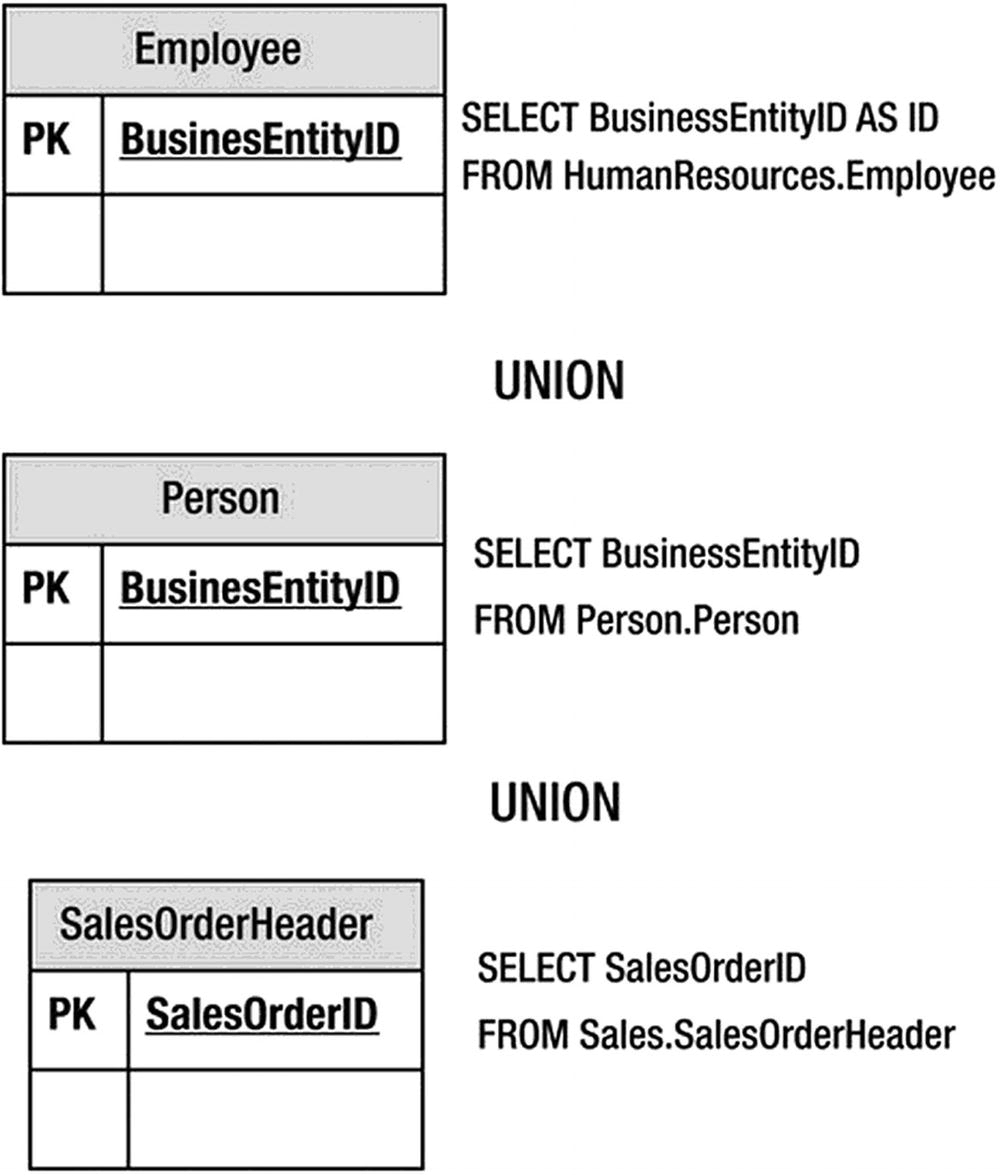 Employee
PK BusinesEntityID
SELECT BusinessEntityID AS ID
FROM HumanResources.Employee
UNION
Person
PK BusinesEntityID
SELECT BusinessEntityID
FROM Person.Person
UNION
SalesOrderHeader
PK SalesOrderID
SELECT SalesOrderID
FROM Sales.SalesOrderHeader